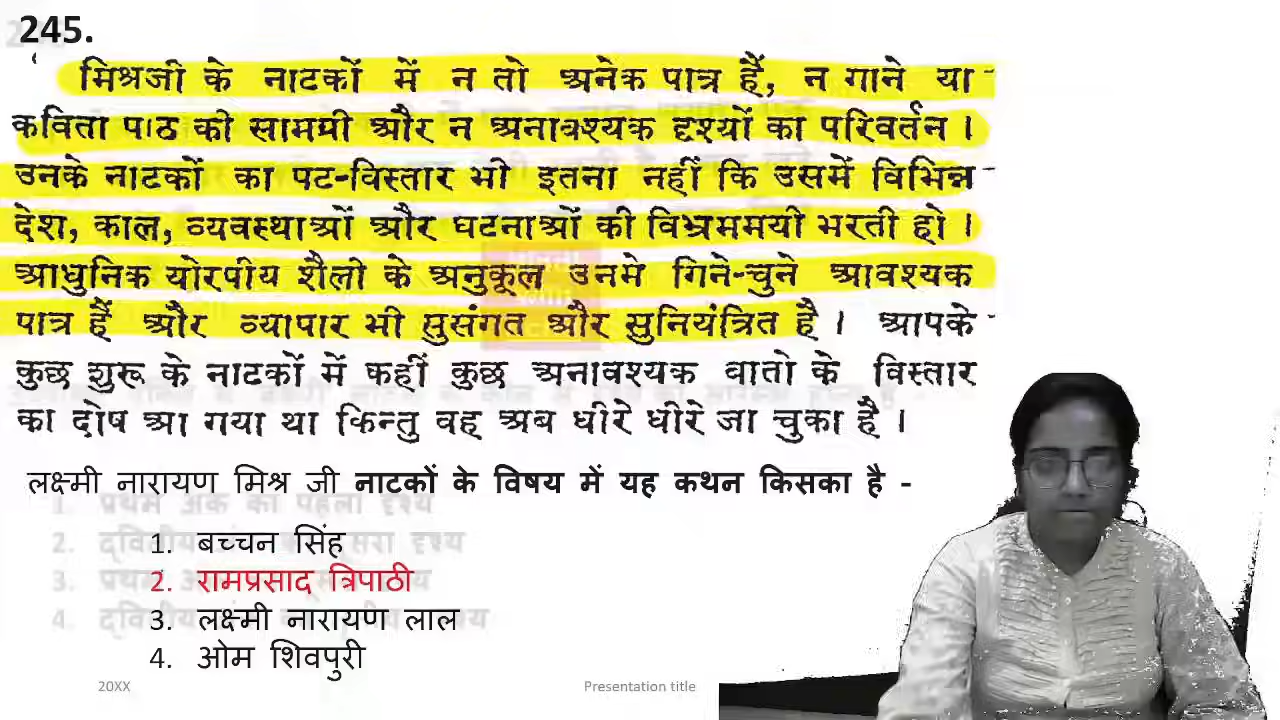 245.
मिश्रजी के नाटकों में न तो अनेक पात्र हैं, न गाने या
कविता पाठ की सामग्री और न अनावश्यक दृश्यों का परिवर्तन ।
उनके नाटकों का पट-विस्तार भी इतना नहीं कि उसमें विभिन्न
देश, काल, व्यवस्थाओं और घटनाओं की विभ्रममयी भरती हो ।
आधुनिक योरपीय शैली के अनुकूल उनमे गिने-चुने आवश्यक
पात्र हैं और व्यापार भी सुसंगत और सुनियंत्रित है । आपके
कुछ शुरू के नाटकों में कहीं कुछ अनावश्यक बातो के विस्तार
का दोष आ गया था किन्तु वह अब धीरे धीरे जा चुका है ।
लक्ष्मी नारायण मिश्र जी नाटकों के विषय में यह कथन किसका है -
1. बच्चन सिंह
2. रामप्रसाद त्रिपाठी
3. लक्ष्मी नारायण लाल
4. ओम शिवपुरी
20XX Presentation title